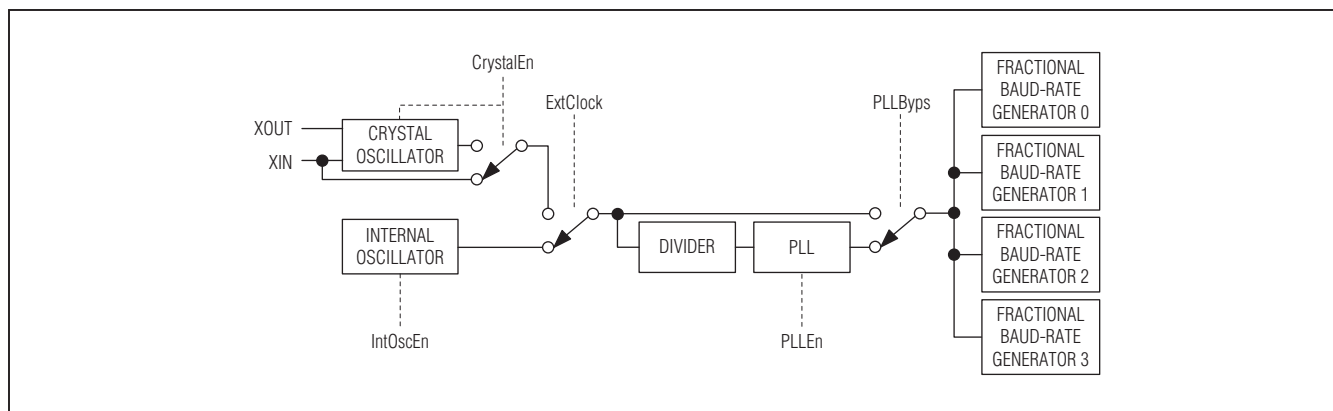 CrystalEn
ExtClock
PLLByps
XOUT
XIN
CRYSTAL
OSCILLATOR
INTERNAL
OSCILLATOR
IntOscEn
DIVIDER
PLL
PLLEn
FRACTIONAL
BAUD-RATE
GENERATOR 0
FRACTIONAL
BAUD-RATE
GENERATOR 1
FRACTIONAL
BAUD-RATE
GENERATOR 2
FRACTIONAL
BAUD-RATE
GENERATOR 3